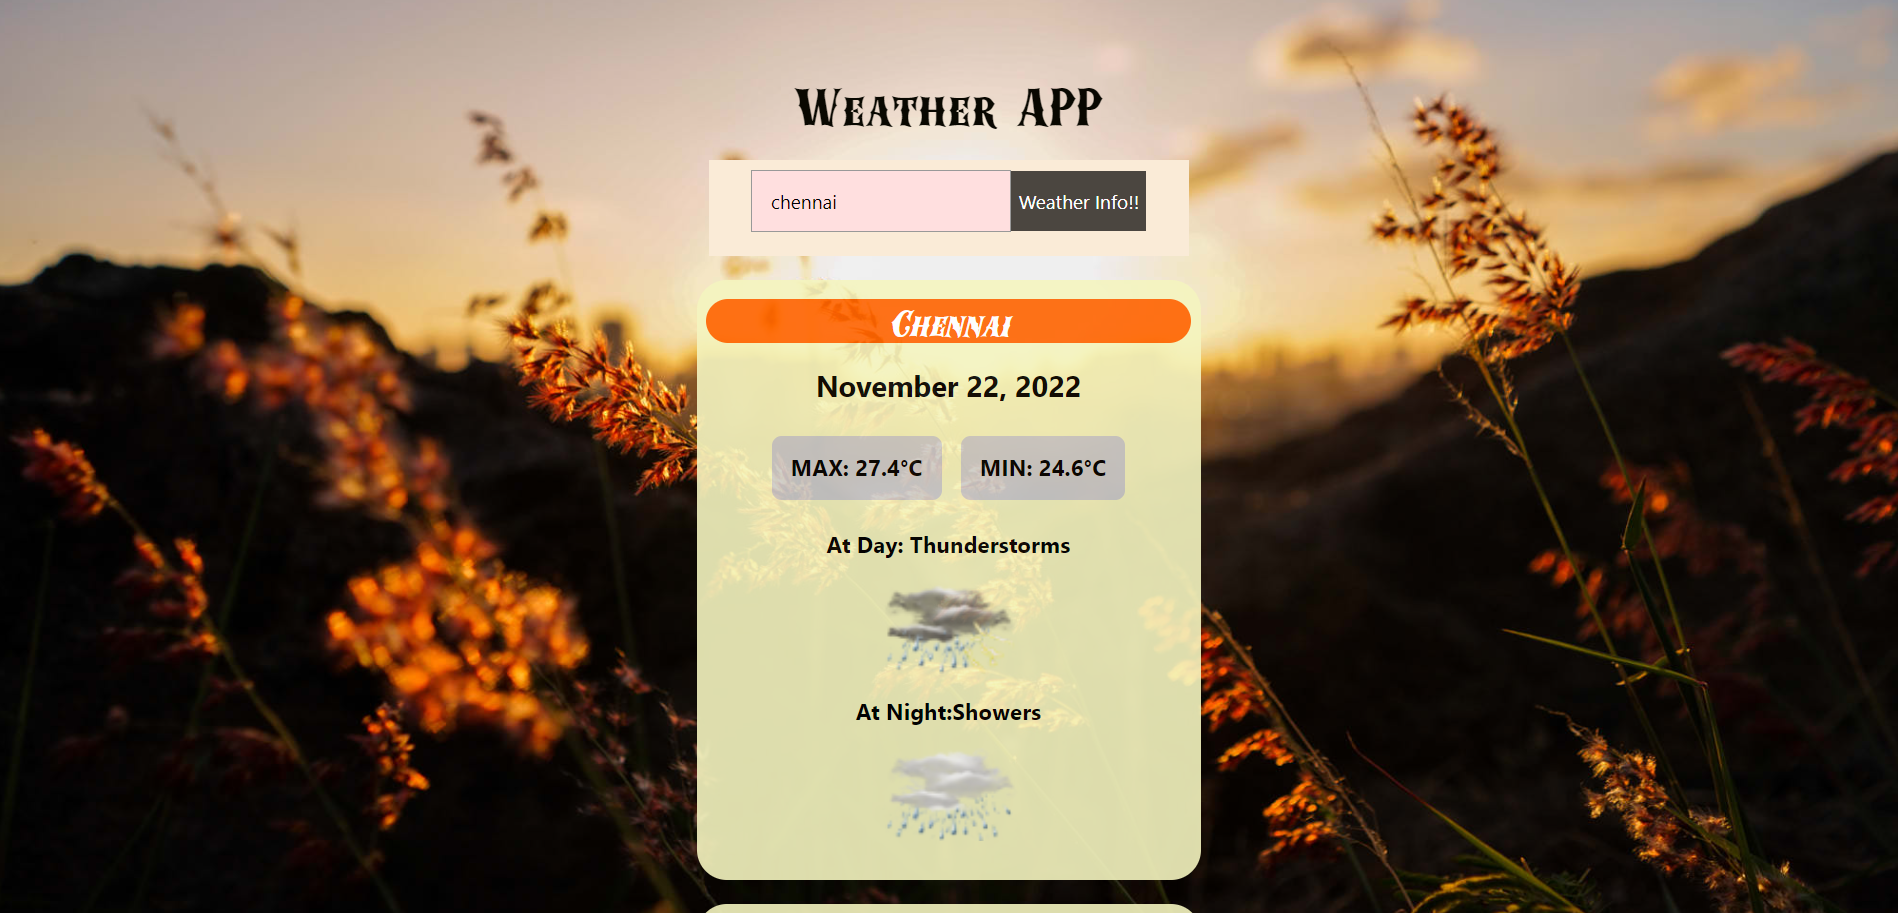 Weather APP
chennai Weather Info!!
Chennai
November 22, 2022
MAX: 27.4°C MIN: 24.6°C
At Day: Thunderstorms
At Night:Showers